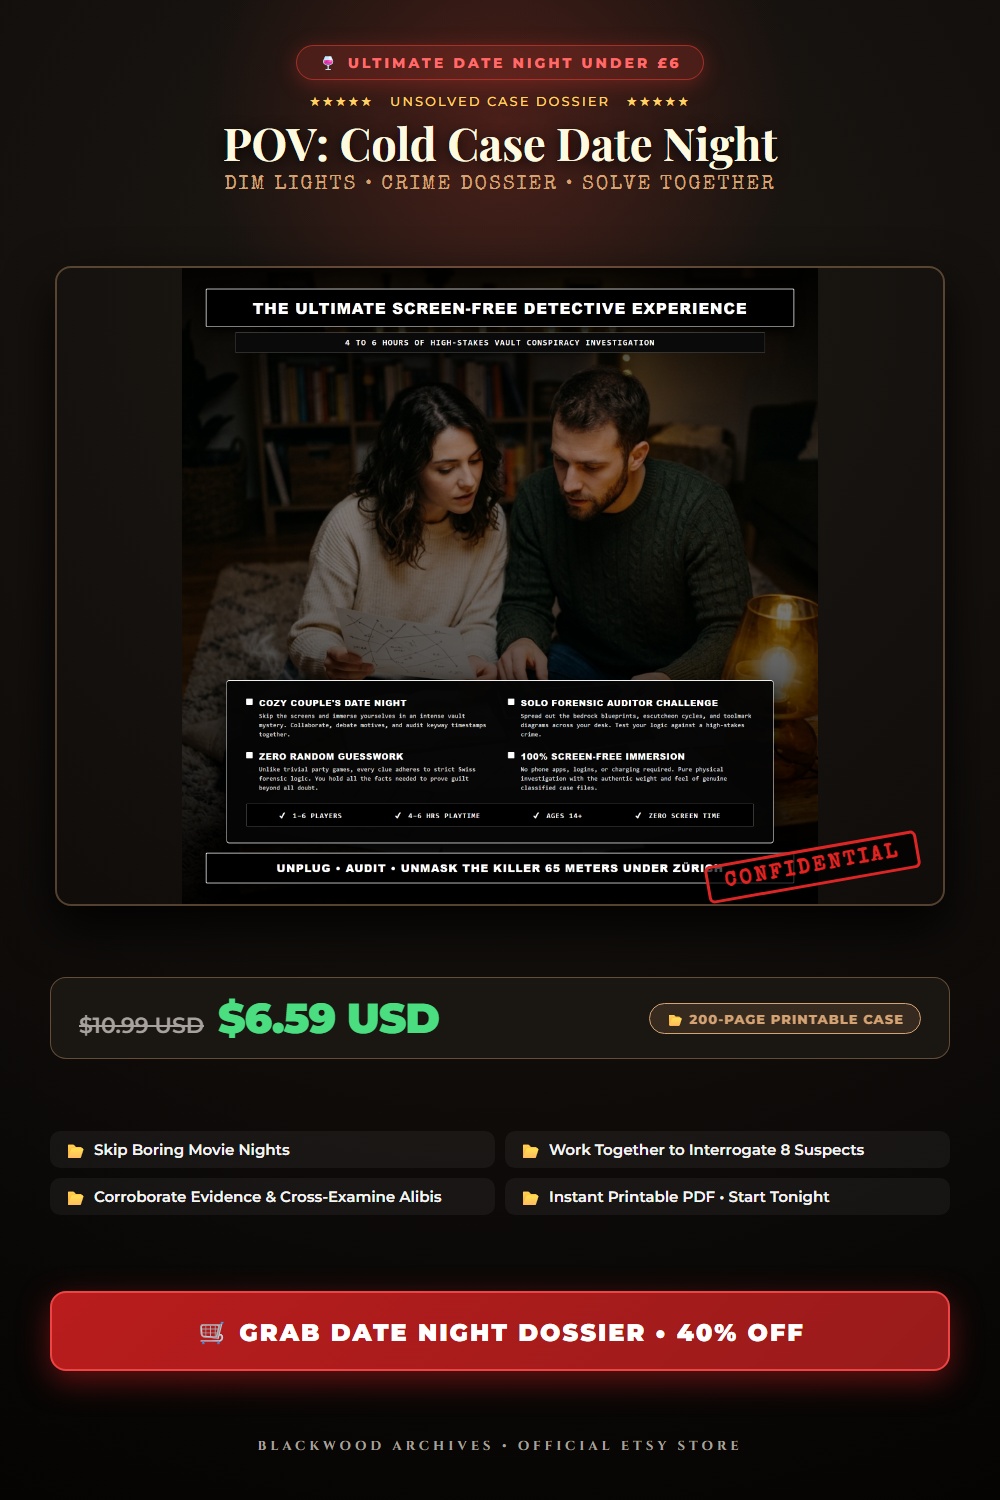 🍷 ULTIMATE DATE NIGHT UNDER £6
★★★★★ UNSOLVED CASE DOSSIER ★★★★★
POV: Cold Case Date Night
DIM LIGHTS • CRIME DOSSIER • SOLVE TOGETHER
THE ULTIMATE SCREEN-FREE DETECTIVE EXPERIENCE
4 TO 6 HOURS OF HIGH-STAKES VAULT CONSPIRACY INVESTIGATION
COZY COUPLE'S DATE NIGHT
Skip the screens and immerse yourselves in an intense vault
mystery. Collaborate, debate motives, and audit keyway timestamps
together.
SOLO FORENSIC AUDITOR CHALLENGE
Spread out the bedrock blueprints, escutcheon cycles, and toolmark
diagrams across your desk. Test your logic against a high-stakes
crime.
ZERO RANDOM GUESSWORK
Unlike trivial party games, every clue adheres to strict Swiss
forensic logic. You hold all the facts needed to prove guilt
beyond all doubt.
100% SCREEN-FREE IMMERSION
No phone apps, logins, or charging required. Pure physical
investigation with the authentic weight and feel of genuine
classified case files.
✓ 1-6 PLAYERS ✓ 4-6 HRS PLAYTIME ✓ AGES 14+ ✓ ZERO SCREEN TIME
UNPLUG • AUDIT • UNMASK THE KILLER 65 METERS UNDER ZÜRICH
CONFIDENTIAL
$10.99 USD $6.59 USD
200-PAGE PRINTABLE CASE
Skip Boring Movie Nights
Work Together to Interrogate 8 Suspects
Corroborate Evidence & Cross-Examine Alibis
Instant Printable PDF • Start Tonight
🛒 GRAB DATE NIGHT DOSSIER • 40% OFF
BLACKWOOD ARCHIVES • OFFICIAL ETSY STORE